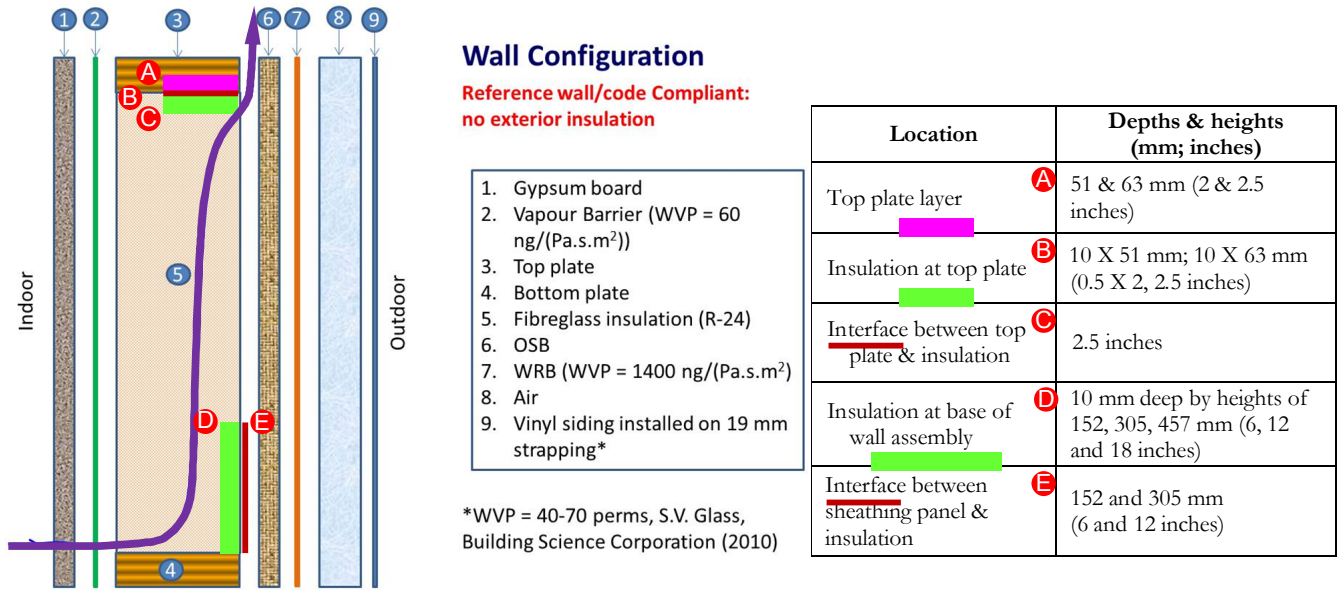 1 2 3 6 7 8 9
A
B
C
5
D E
4
Indoor
Outdoor
Wall Configuration
Reference wall/code Compliant:
no exterior insulation
1. Gypsum board
2. Vapour Barrier (WVP = 60
ng/(Pa.s.m²))
3. Top plate
4. Bottom plate
5. Fibreglass insulation (R-24)
6. OSB
7. WRB (WVP = 1400 ng/(Pa.s.m²)
8. Air
9. Vinyl siding installed on 19 mm
strapping*
*WVP = 40-70 perms, S.V. Glass,
Building Science Corporation (2010)
Location
Depths & heights
(mm; inches)
Top plate layer
A
51 & 63 mm (2 & 2.5
inches)
Insulation at top plate
B
10 X 51 mm; 10 X 63 mm
(0.5 X 2, 2.5 inches)
Interface between top
plate & insulation
C
2.5 inches
Insulation at base of
wall assembly
D
10 mm deep by heights of
152, 305, 457 mm (6, 12
and 18 inches)
Interface between
sheathing panel &
insulation
E
152 and 305 mm
(6 and 12 inches)